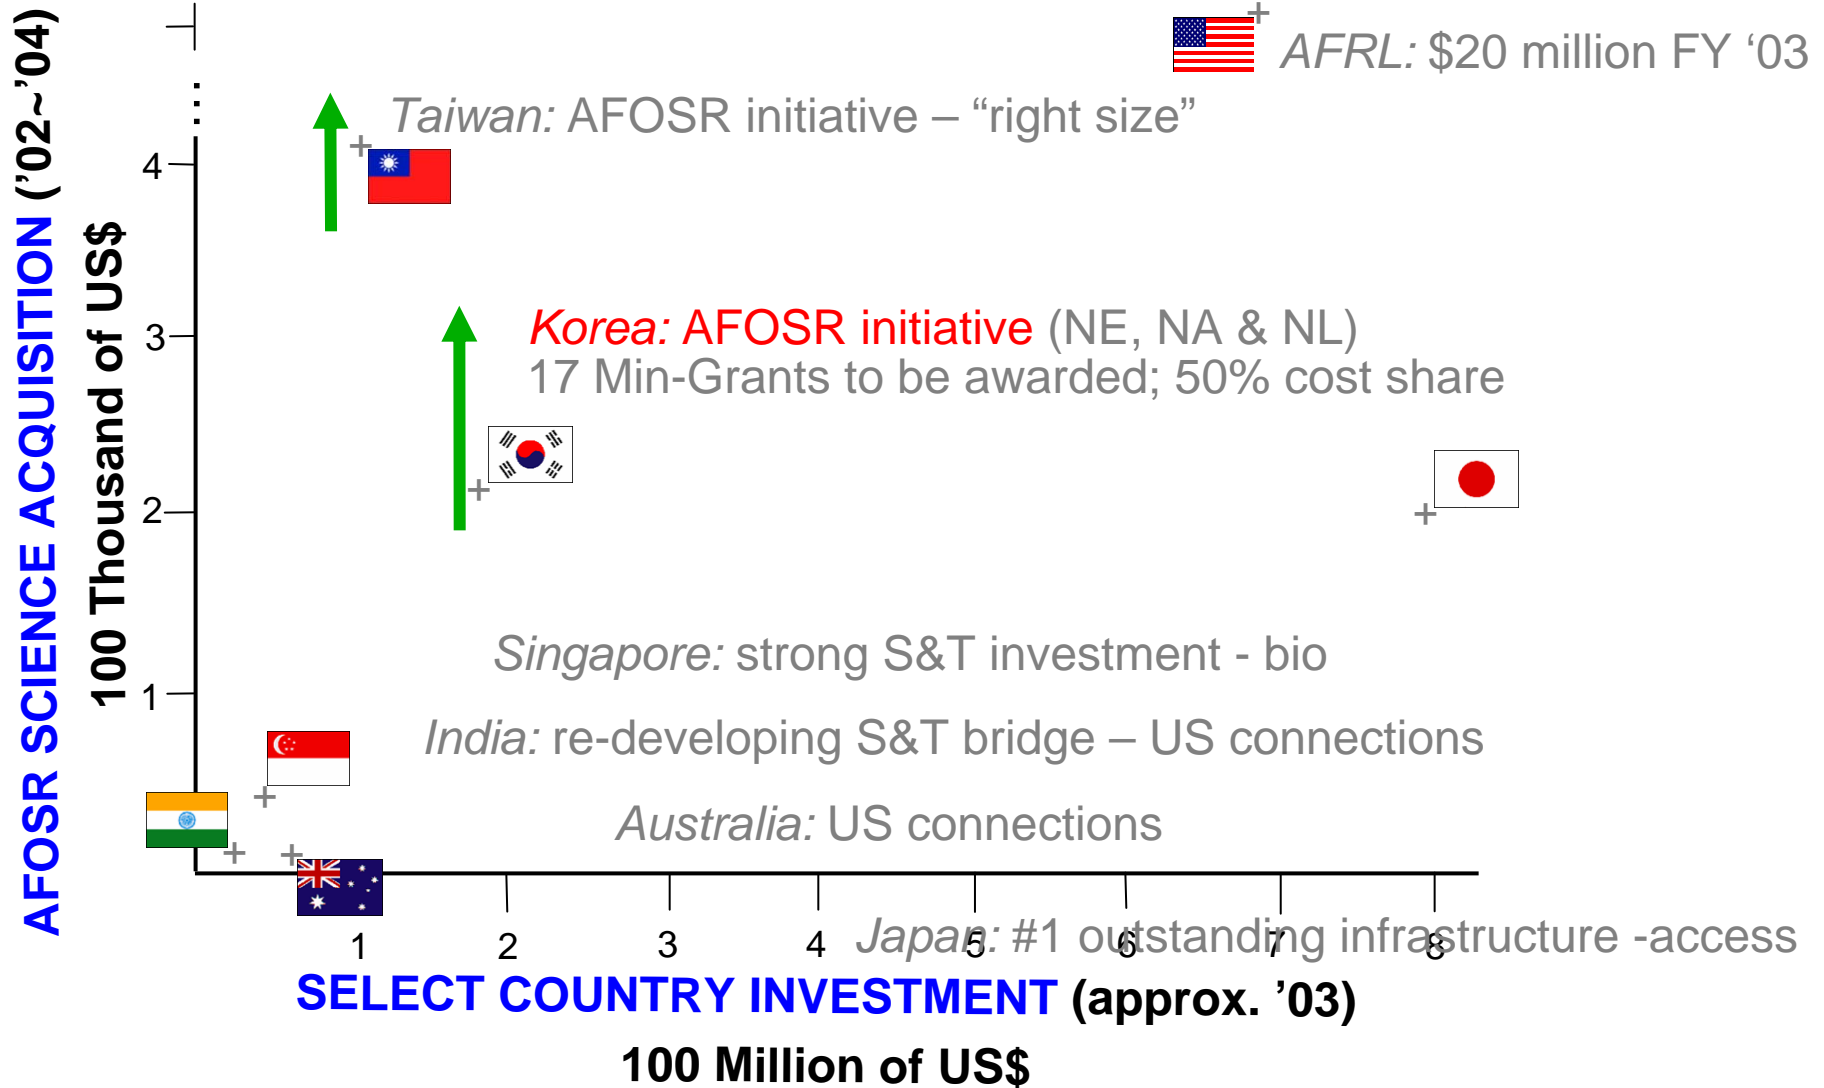 AFRL: $20 million FY ‘03
Taiwan: AFOSR initiative – “right size”
Korea: AFOSR initiative (NE, NA & NL)
17 Min-Grants to be awarded; 50% cost share
Singapore: strong S&T investment - bio
India: re-developing S&T bridge – US connections
Australia: US connections
Japan: #1 outstanding infrastructure -access
AFOSR SCIENCE ACQUISITION (’02~’04)
100 Thousand of US$
4
3
2
1
1 2 3 4 5 6 7 8
SELECT COUNTRY INVESTMENT (approx. ’03)
100 Million of US$